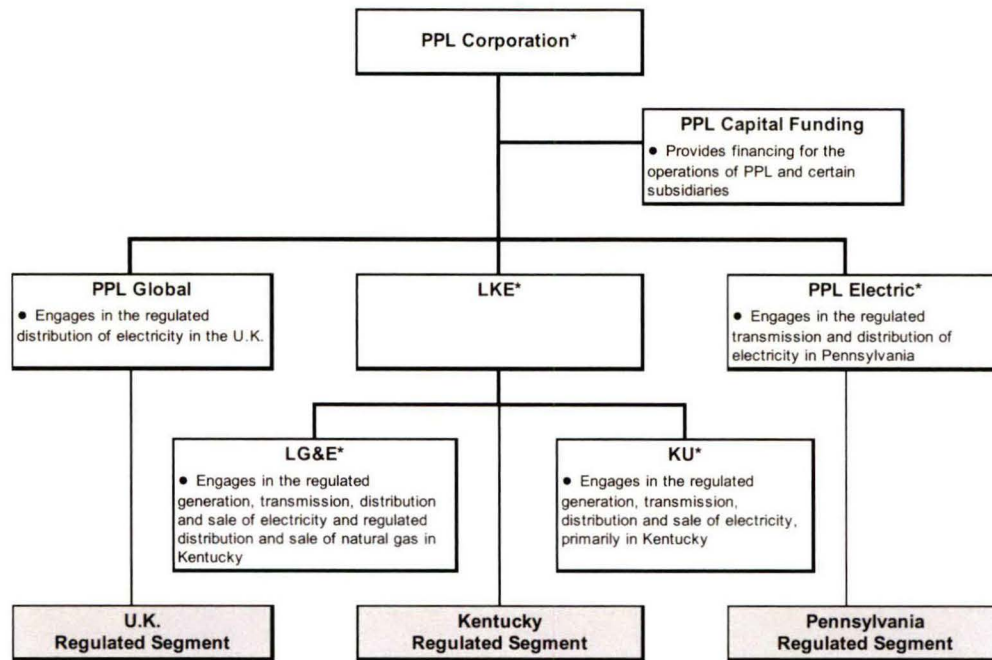 PPL Corporation*
PPL Capital Funding
● Provides financing for the
operations of PPL and certain
subsidiaries
PPL Global
● Engages in the regulated
distribution of electricity in the U.K.
LKE*
PPL Electric*
● Engages in the regulated
transmission and distribution of
electricity in Pennsylvania
LG&E*
● Engages in the regulated
generation, transmission, distribution
and sale of electricity and regulated
distribution and sale of natural gas in
Kentucky
KU*
● Engages in the regulated
generation, transmission,
distribution and sale of electricity,
primarily in Kentucky
U.K.
Regulated Segment
Kentucky
Regulated Segment
Pennsylvania
Regulated Segment